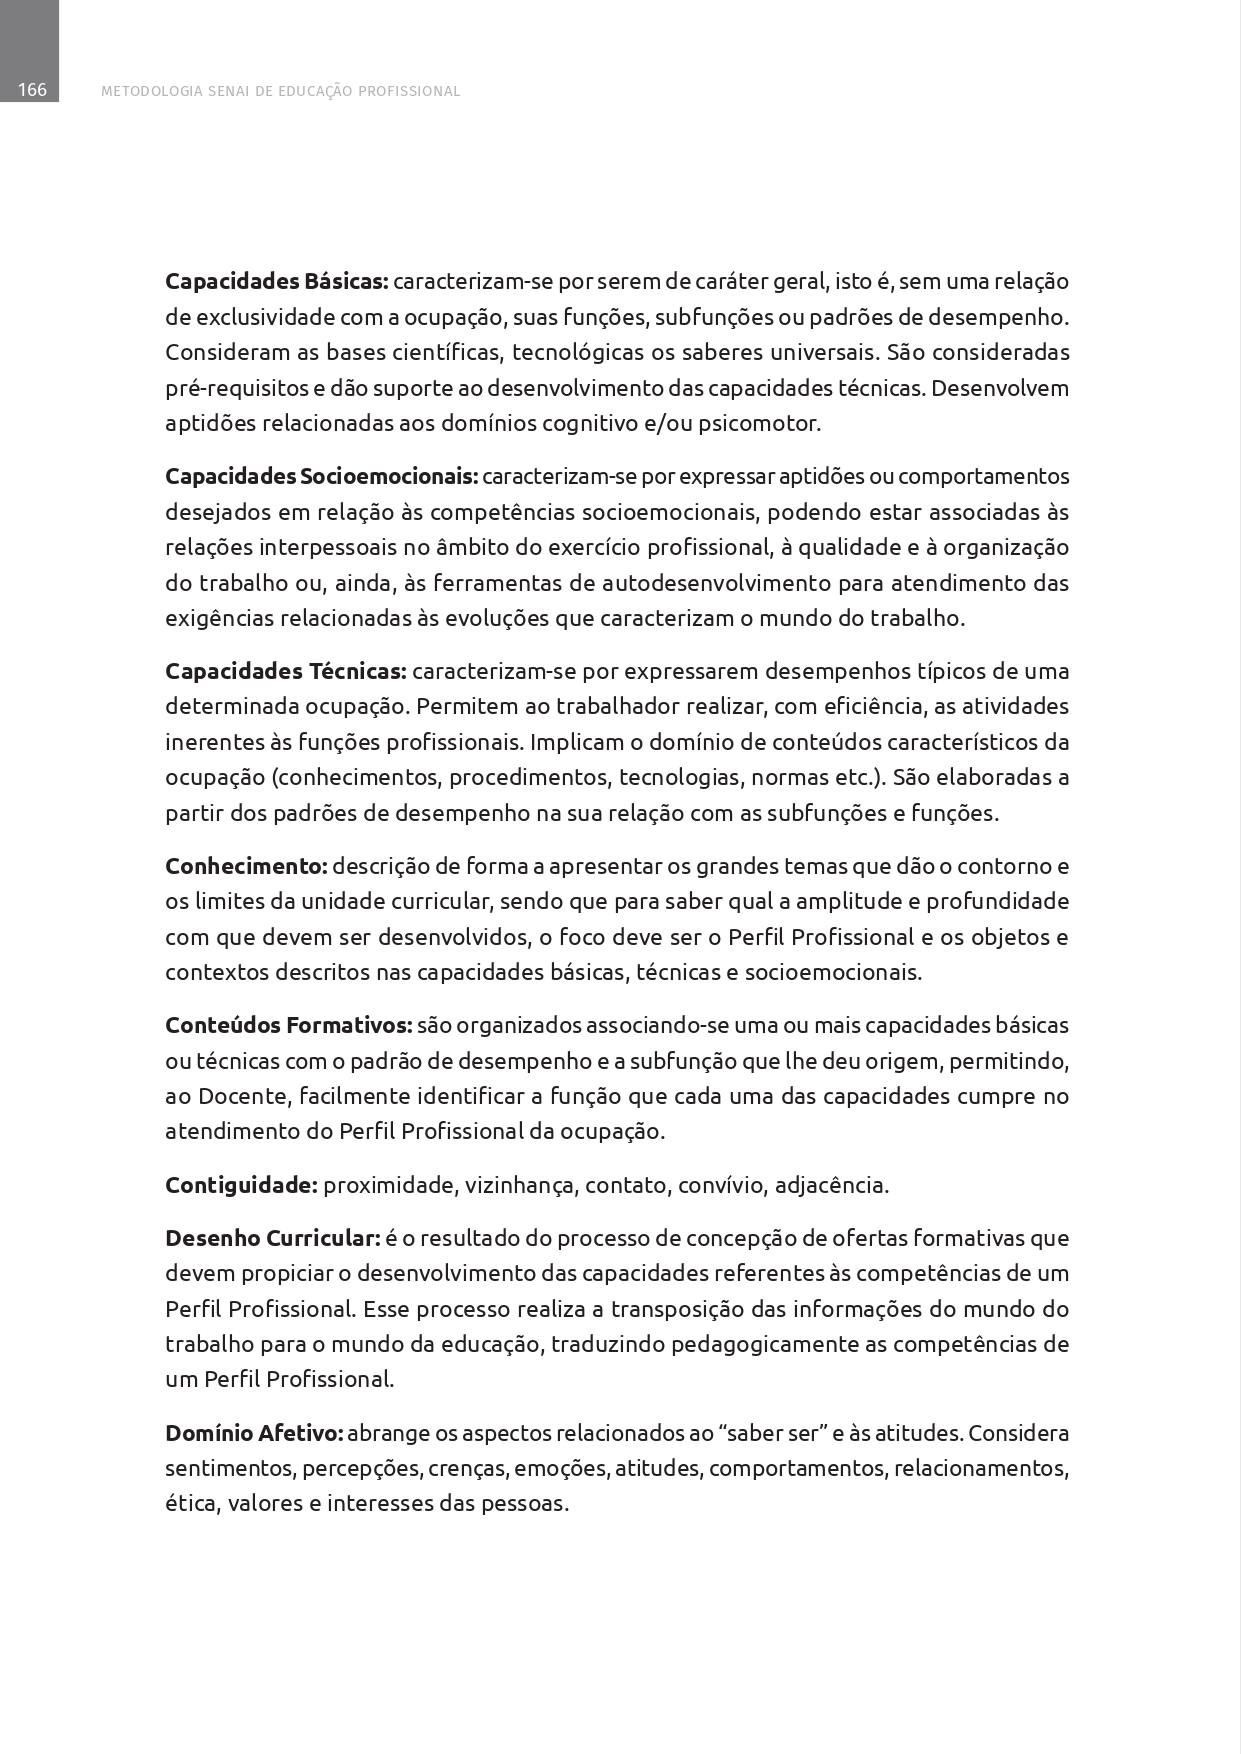 166
METODOLOGIA SENAI DE EDUCAÇÃO PROFISSIONAL
Capacidades Básicas: caracterizam-se por serem de caráter geral, isto é, sem uma relação
de exclusividade com a ocupação, suas funções, subfunções ou padrões de desempenho.
Consideram as bases científicas, tecnológicas os saberes universais. São consideradas
pré-requisitos e dão suporte ao desenvolvimento das capacidades técnicas. Desenvolvem
aptidões relacionadas aos domínios cognitivo e/ou psicomotor.
Capacidades Socioemocionais: caracterizam-se por expressar aptidões ou comportamentos
desejados em relação às competências socioemocionais, podendo estar associadas às
relações interpessoais no âmbito do exercício profissional, à qualidade e à organização
do trabalho ou, ainda, às ferramentas de autodesenvolvimento para atendimento das
exigências relacionadas às evoluções que caracterizam o mundo do trabalho.
Capacidades Técnicas: caracterizam-se por expressarem desempenhos típicos de uma
determinada ocupação. Permitem ao trabalhador realizar, com eficiência, as atividades
inerentes às funções profissionais. Implicam o domínio de conteúdos característicos da
ocupação (conhecimentos, procedimentos, tecnologias, normas etc.). São elaboradas a
partir dos padrões de desempenho na sua relação com as subfunções e funções.
Conhecimento: descrição de forma a apresentar os grandes temas que dão o contorno e
os limites da unidade curricular, sendo que para saber qual a amplitude e profundidade
com que devem ser desenvolvidos, o foco deve ser o Perfil Profissional e os objetos e
contextos descritos nas capacidades básicas, técnicas e socioemocionais.
Conteúdos Formativos: são organizados associando-se uma ou mais capacidades básicas
ou técnicas com o padrão de desempenho e a subfunção que lhe deu origem, permitindo,
ao Docente, facilmente identificar a função que cada uma das capacidades cumpre no
atendimento do Perfil Profissional da ocupação.
Contiguidade: proximidade, vizinhança, contato, convívio, adjacência.
Desenho Curricular: é o resultado do processo de concepção de ofertas formativas que
devem propiciar o desenvolvimento das capacidades referentes às competências de um
Perfil Profissional. Esse processo realiza a transposição das informações do mundo do
trabalho para o mundo da educação, traduzindo pedagogicamente as competências de
um Perfil Profissional.
Domínio Afetivo: abrange os aspectos relacionados ao “saber ser” e às atitudes. Considera
sentimentos, percepções, crenças, emoções, atitudes, comportamentos, relacionamentos,
ética, valores e interesses das pessoas.